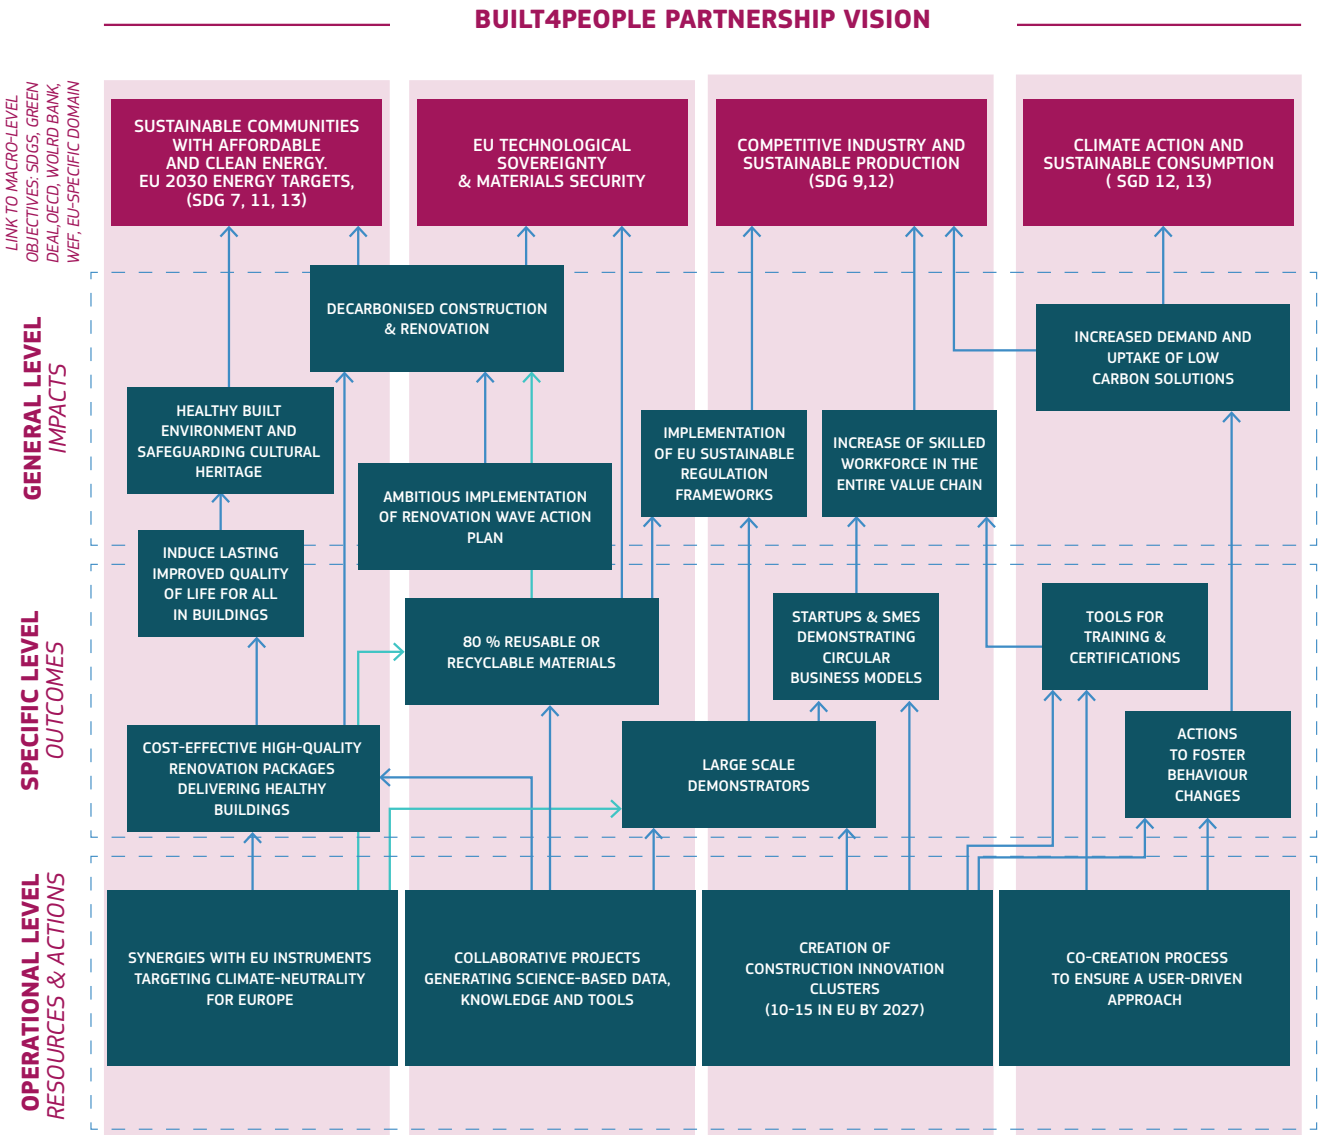 BUILT4PEOPLE PARTNERSHIP VISION
LINK TO MACRO-LEVEL
OBJECTIVES: SDGS, GREEN
DEAL,OECD, WOLRD BANK,
WEF, EU-SPECIFIC DOMAIN
SUSTAINABLE COMMUNITIES
WITH AFFORDABLE
AND CLEAN ENERGY.
EU 2030 ENERGY TARGETS,
(SDG 7, 11, 13)
EU TECHNOLOGICAL
SOVEREIGNTY
& MATERIALS SECURITY
COMPETITIVE INDUSTRY AND
SUSTAINABLE PRODUCTION
(SDG 9,12)
CLIMATE ACTION AND
SUSTAINABLE CONSUMPTION
( SGD 12, 13)
GENERAL LEVEL
IMPACTS
DECARBONISED CONSTRUCTION
& RENOVATION
INCREASED DEMAND AND
UPTAKE OF LOW
CARBON SOLUTIONS
HEALTHY BUILT
ENVIRONMENT AND
SAFEGUARDING CULTURAL
HERITAGE
AMBITIOUS IMPLEMENTATION
OF RENOVATION WAVE ACTION
PLAN
IMPLEMENTATION
OF EU SUSTAINABLE
REGULATION
FRAMEWORKS
INCREASE OF SKILLED
WORKFORCE IN THE
ENTIRE VALUE CHAIN
SPECIFIC LEVEL
OUTCOMES
INDUCE LASTING
IMPROVED QUALITY
OF LIFE FOR ALL
IN BUILDINGS
80 % REUSABLE OR
RECYCLABLE MATERIALS
STARTUPS & SMES
DEMONSTRATING
CIRCULAR
BUSINESS MODELS
TOOLS FOR
TRAINING &
CERTIFICATIONS
COST-EFFECTIVE HIGH-QUALITY
RENOVATION PACKAGES
DELIVERING HEALTHY
BUILDINGS
LARGE SCALE
DEMONSTRATORS
ACTIONS
TO FOSTER
BEHAVIOUR
CHANGES
OPERATIONAL LEVEL
RESOURCES & ACTIONS
SYNERGIES WITH EU INSTRUMENTS
TARGETING CLIMATE-NEUTRALITY
FOR EUROPE
COLLABORATIVE PROJECTS
GENERATING SCIENCE-BASED DATA,
KNOWLEDGE AND TOOLS
CREATION OF
CONSTRUCTION INNOVATION
CLUSTERS
(10-15 IN EU BY 2027)
CO-CREATION PROCESS
TO ENSURE A USER-DRIVEN
APPROACH